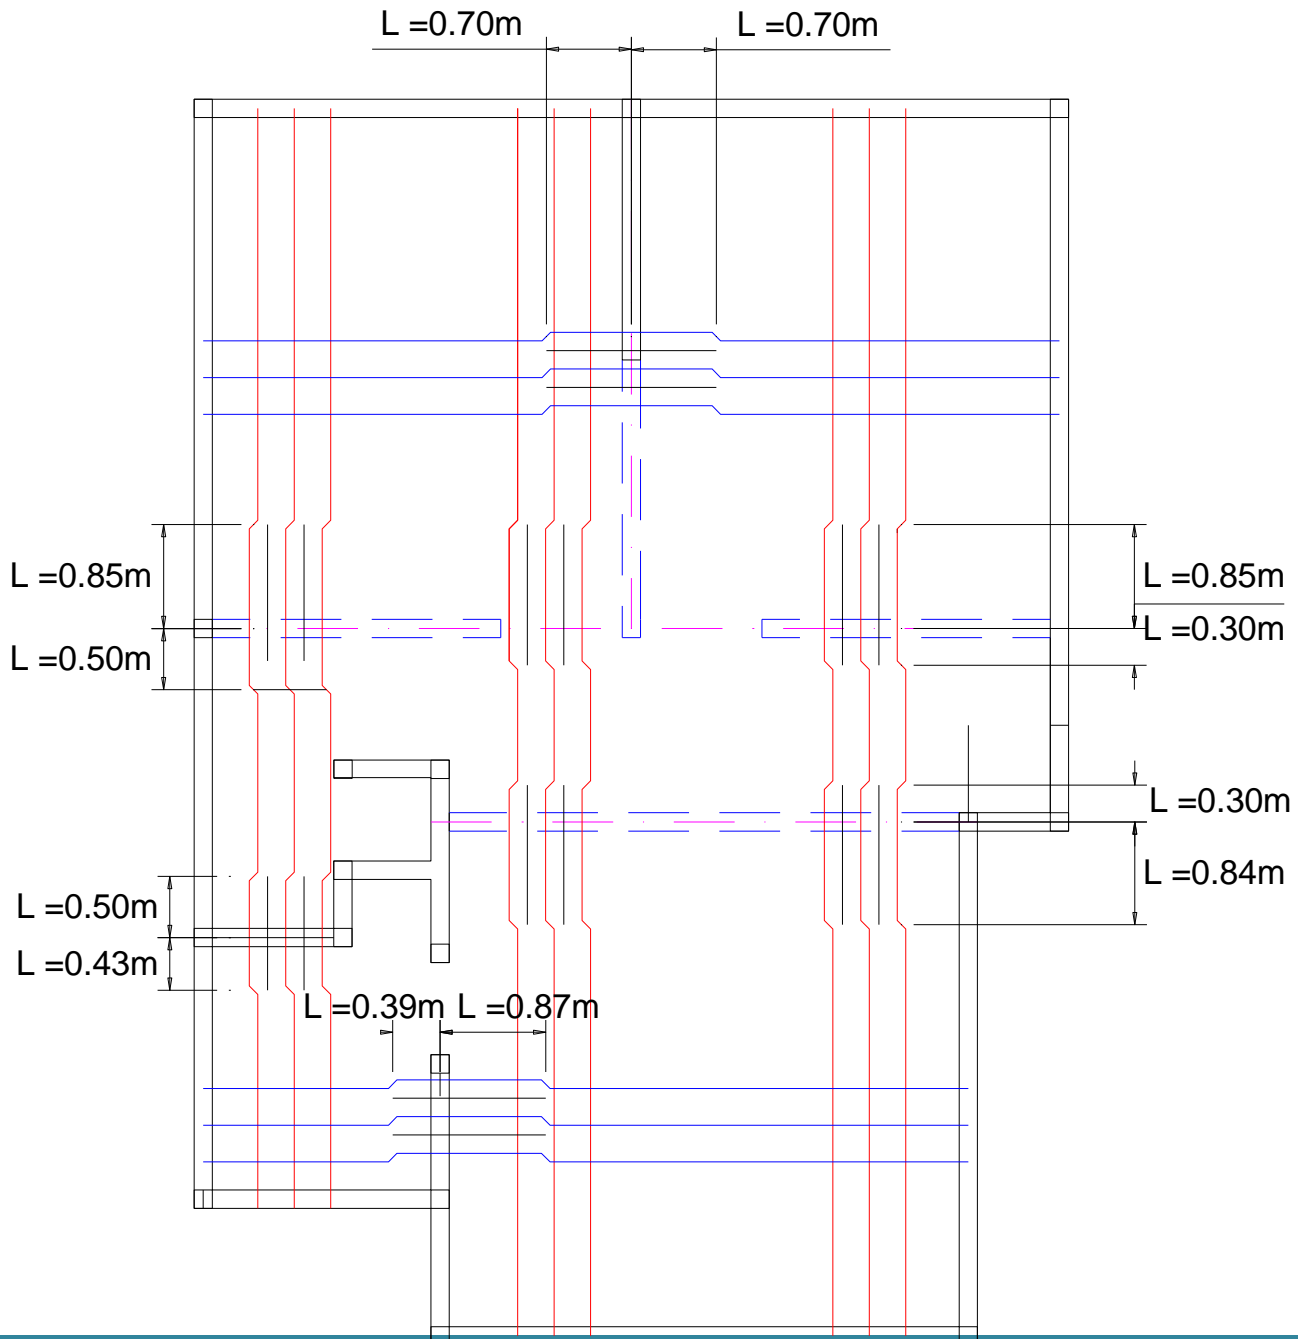 L =0.70m
L =0.70m
L =0.85m
L =0.85m
L =0.30m
L =0.50m
L =0.30m
L =0.84m
L =0.50m
L =0.43m
L =0.39m L =0.87m